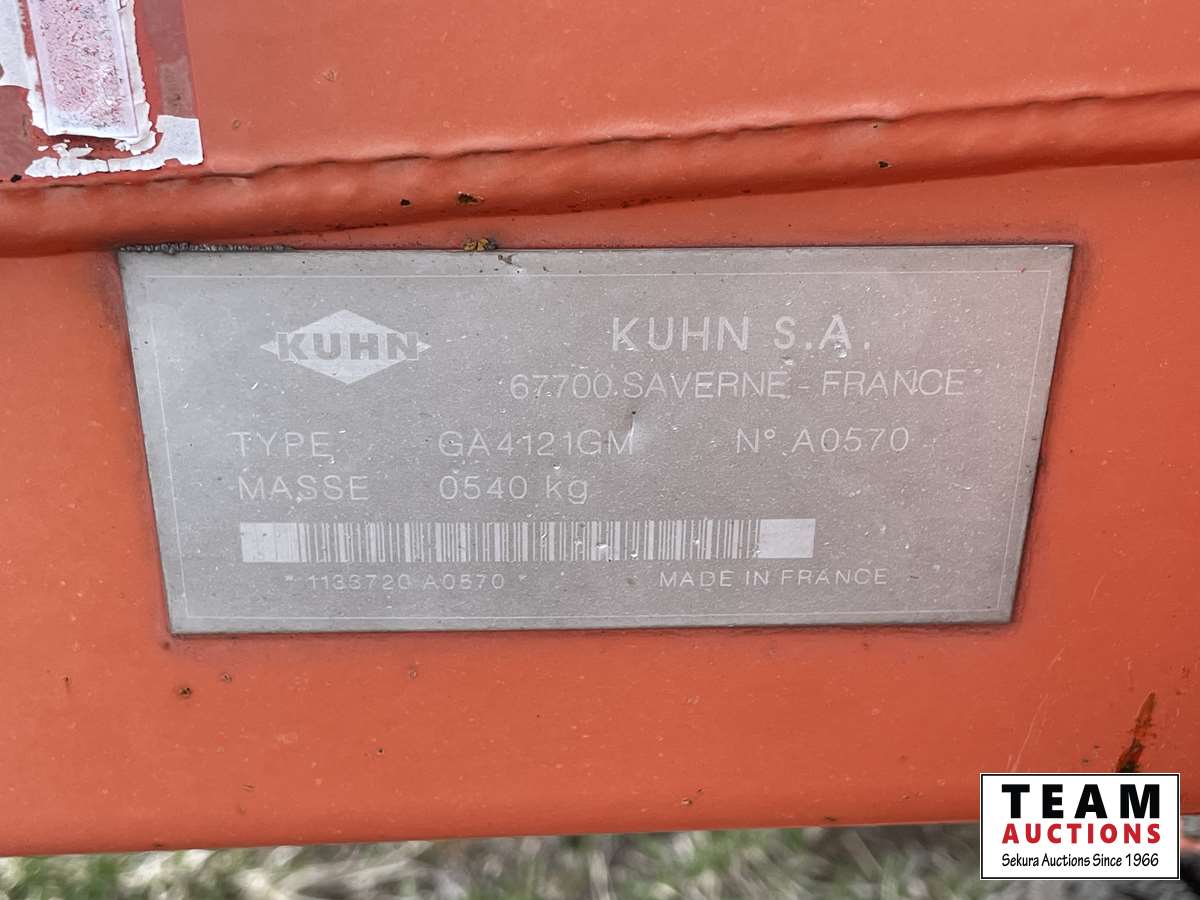 KUHN
KUHN S.A.
67700 SAVERNE - FRANCE
TYPE GA4121GM N° A0570
MASSE 0540 kg
* 1133720 A0570 *
MADE IN FRANCE
TEAM
AUCTIONS
Sekura Auctions Since 1966